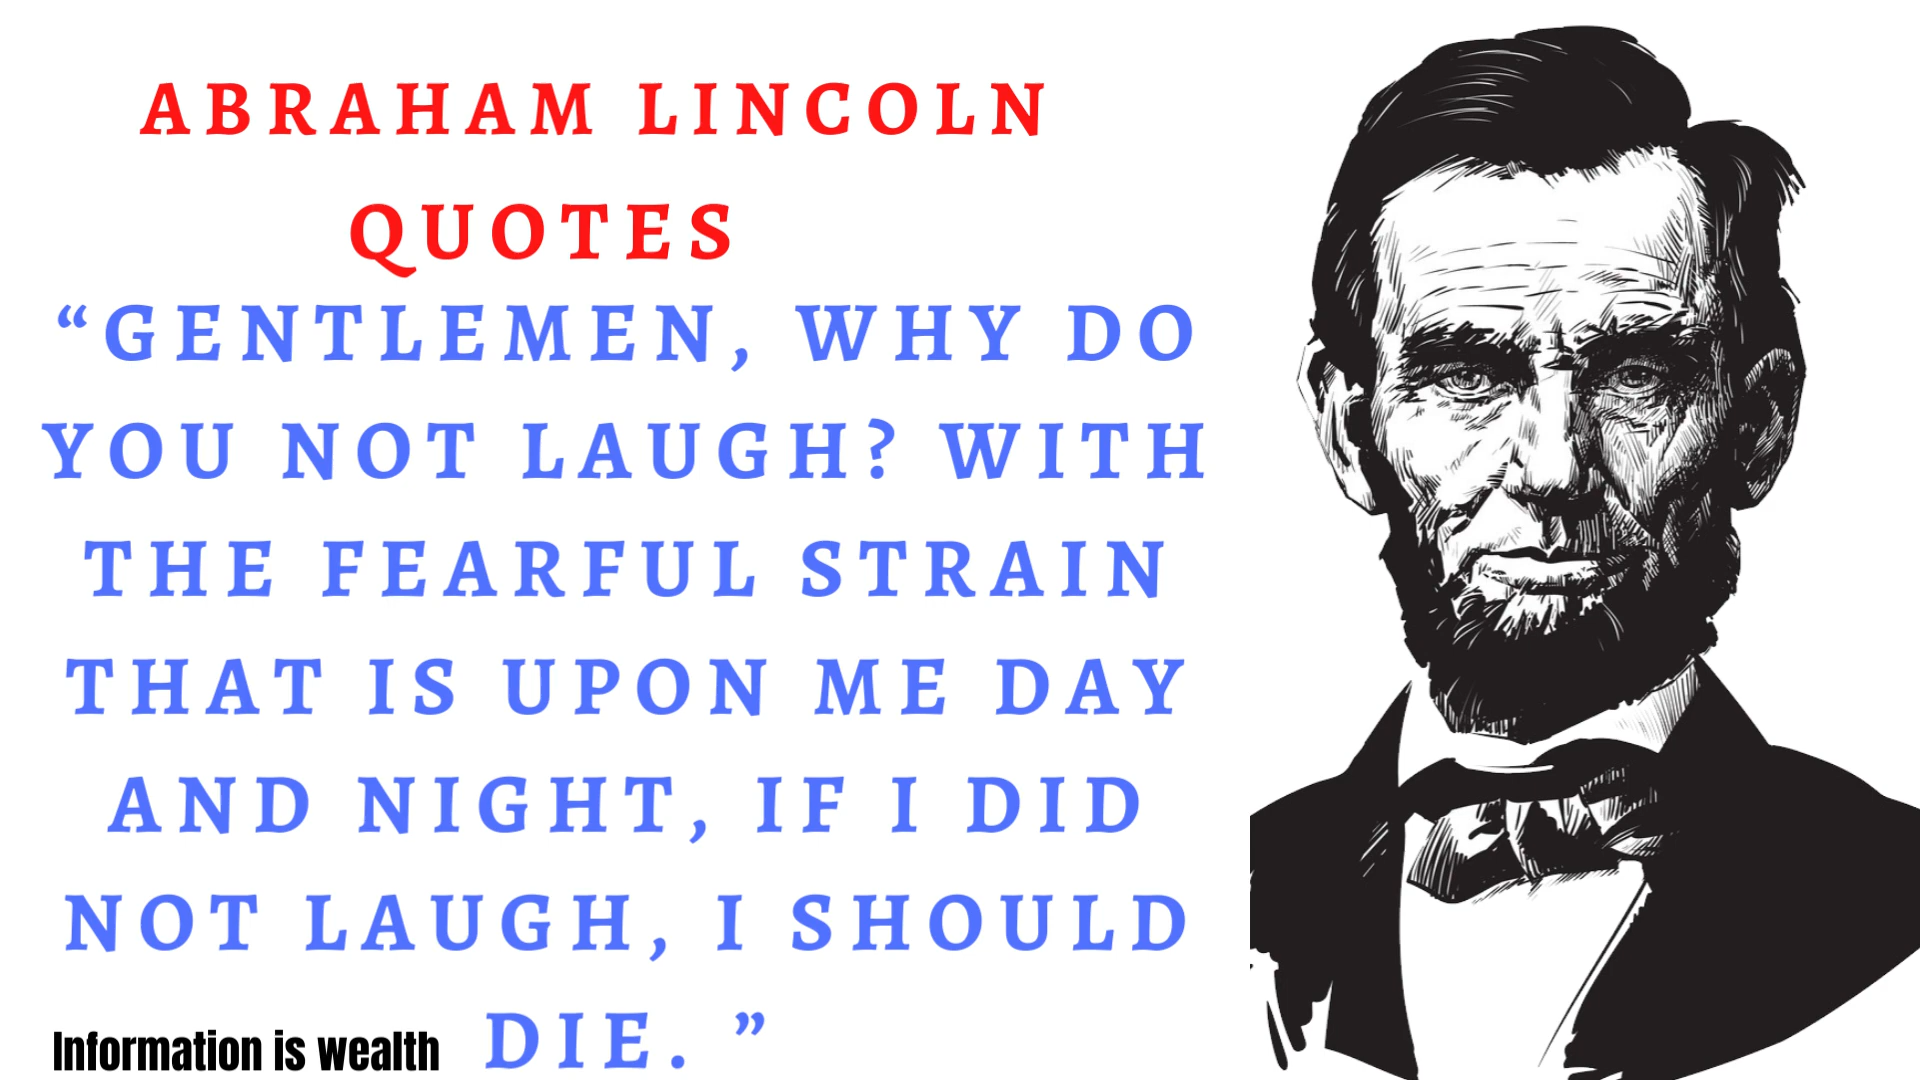 ABRAHAM LINCOLN
QUOTES
“GENTLEMEN, WHY DO
YOU NOT LAUGH? WITH
THE FEARFUL STRAIN
THAT IS UPON ME DAY
AND NIGHT, IF I DID
NOT LAUGH, I SHOULD
DIE. ”
Information is wealth